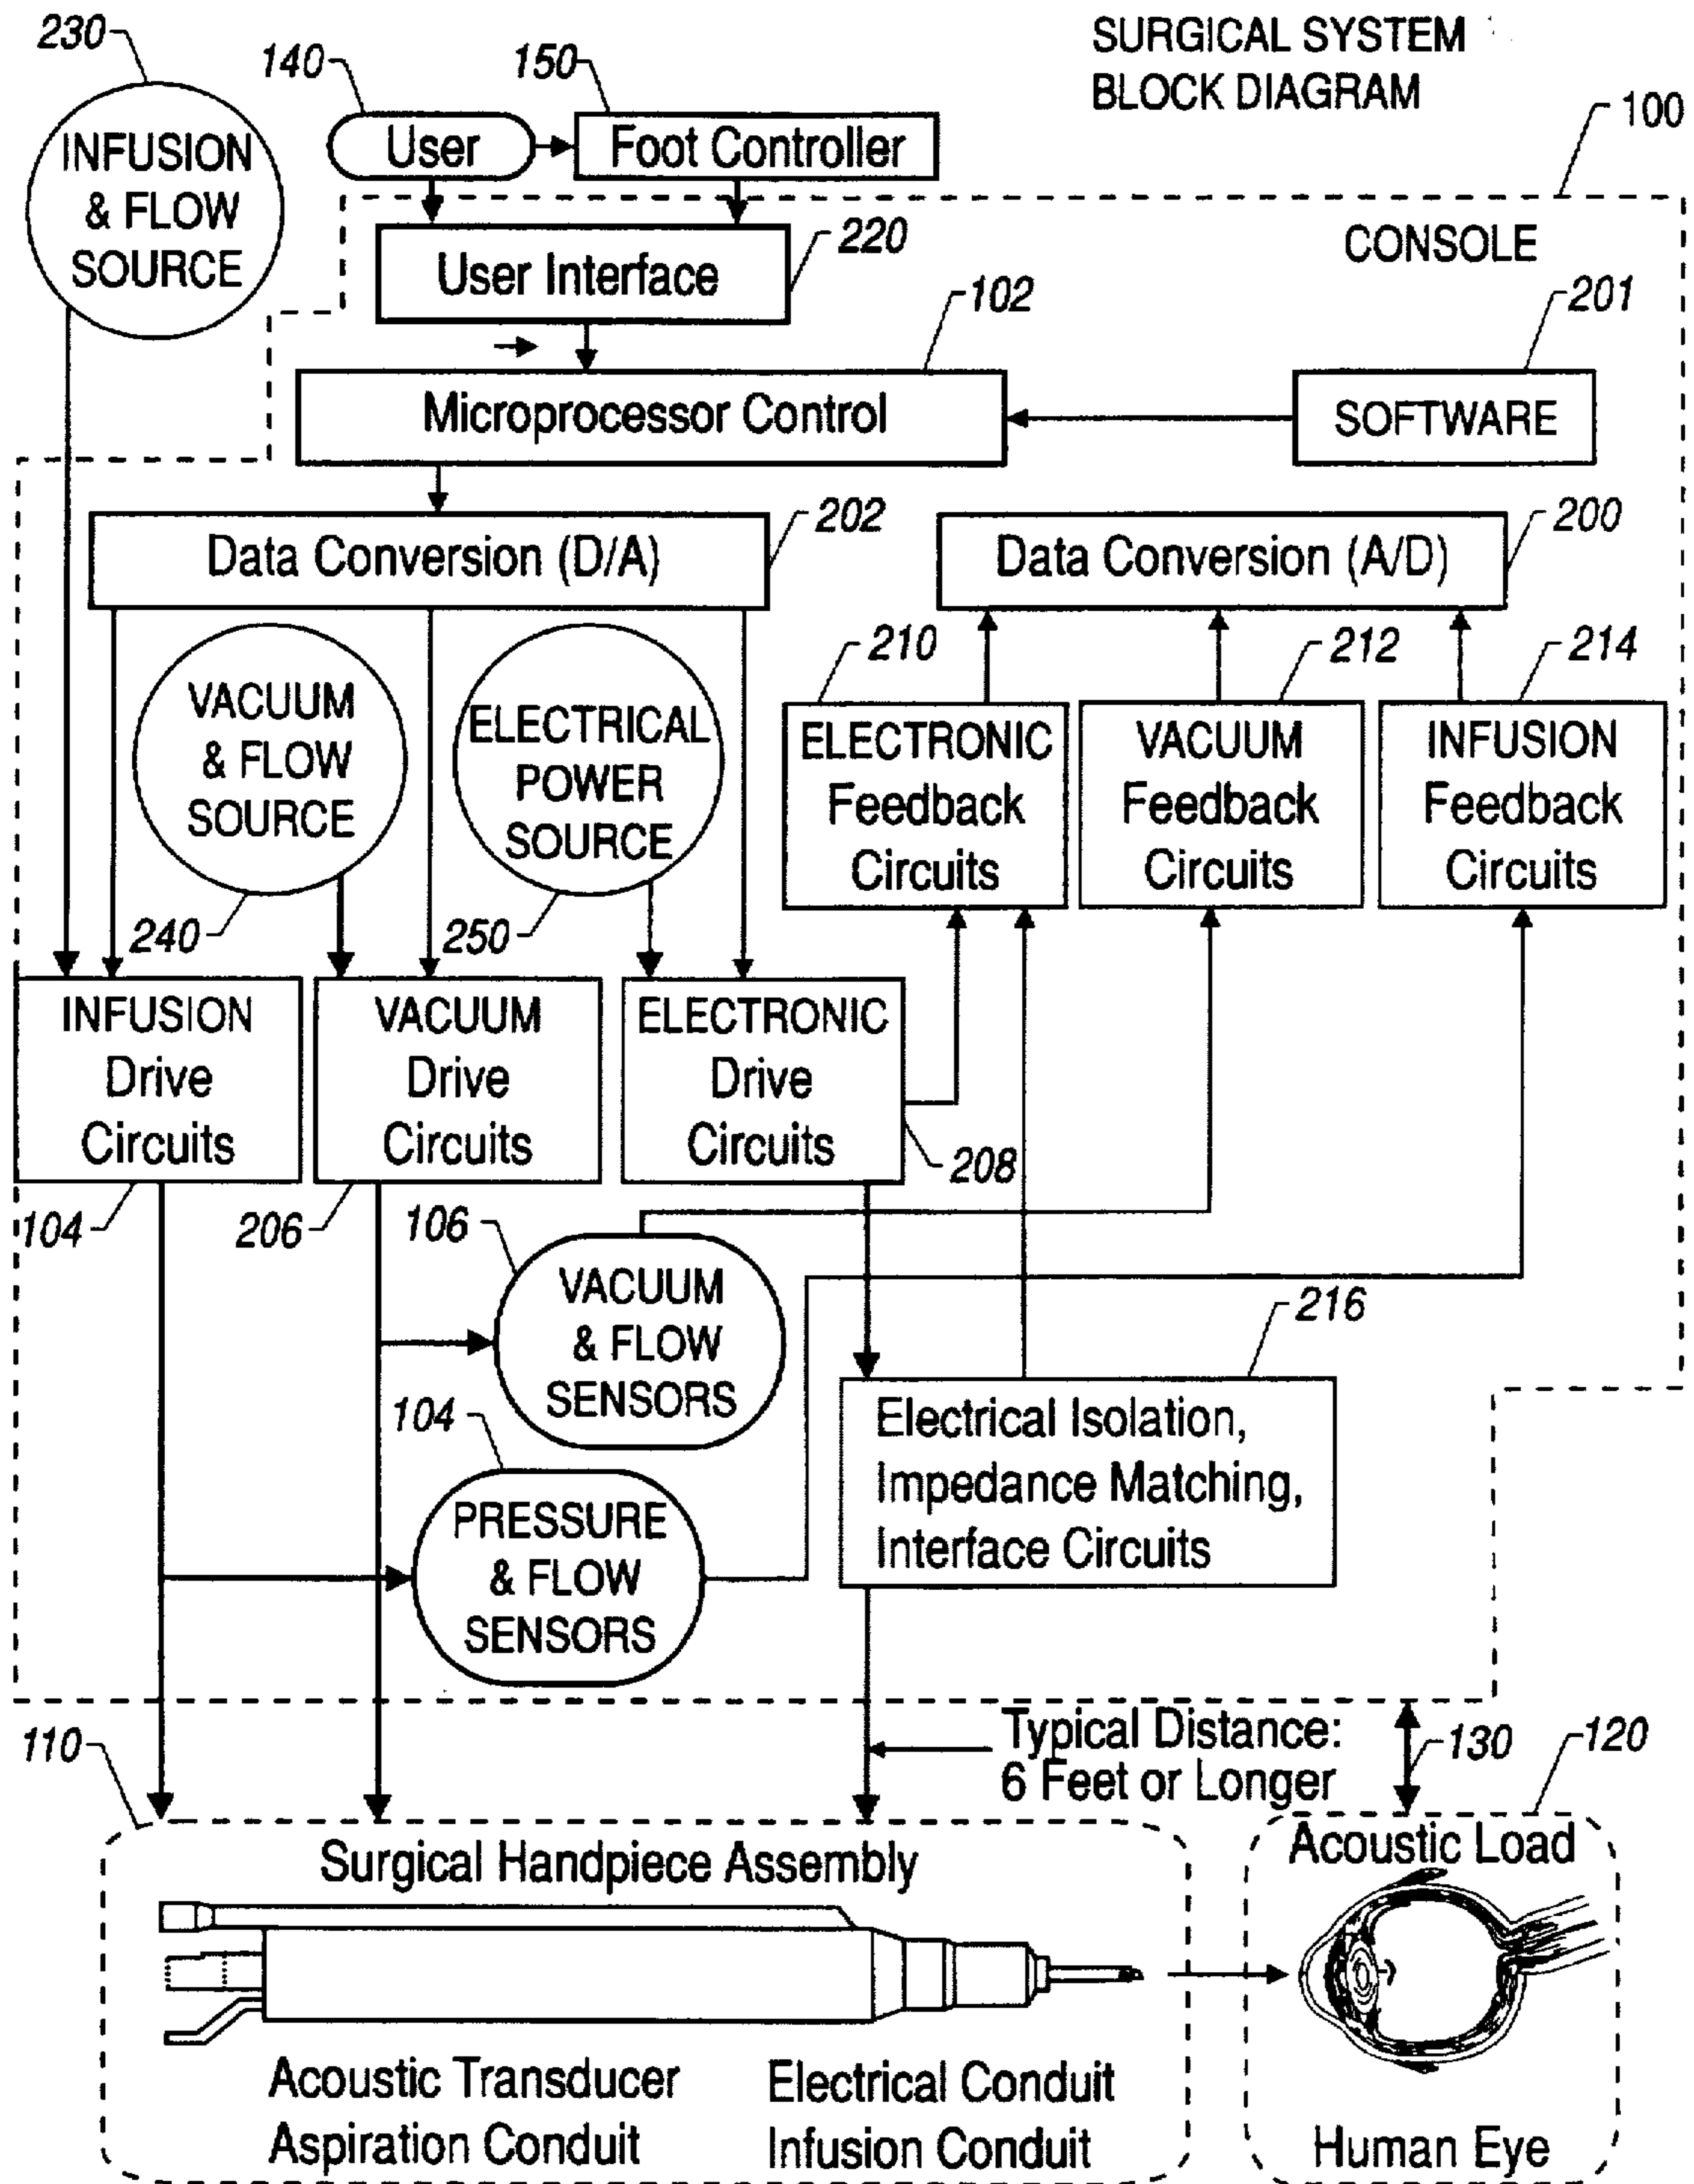 SURGICAL SYSTEM
BLOCK DIAGRAM
230
140
150
100
INFUSION
& FLOW
SOURCE
User
Foot Controller
CONSOLE
220
User Interface
102
201
Microprocessor Control
SOFTWARE
202
200
Data Conversion (D/A)
Data Conversion (A/D)
210
212
214
VACUUM
& FLOW
SOURCE
ELECTRICAL
POWER
SOURCE
ELECTRONIC
Feedback
Circuits
VACUUM
Feedback
Circuits
INFUSION
Feedback
Circuits
240
250
INFUSION
Drive
Circuits
VACUUM
Drive
Circuits
ELECTRONIC
Drive
Circuits
208
104
206
106
VACUUM
& FLOW
SENSORS
216
104
Electrical Isolation,
Impedance Matching,
Interface Circuits
PRESSURE
& FLOW
SENSORS
110
Typical Distance:
6 Feet or Longer
130
120
Surgical Handpiece Assembly
Acoustic Load
Acoustic Transducer
Aspiration Conduit
Electrical Conduit
Infusion Conduit
Human Eye